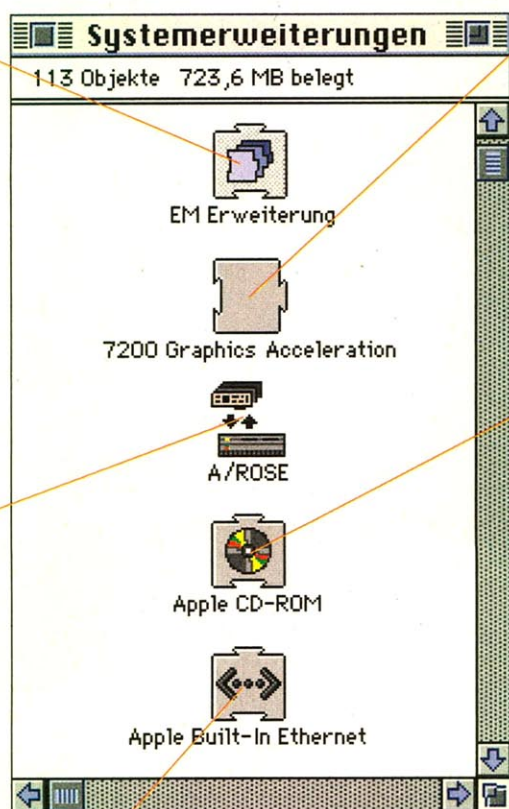 Systemerweiterungen
113 Objekte 723,6 MB belegt
EM Erweiterung
7200 Graphics Acceleration
A/ROSE
Apple CD-ROM
Apple Built-In Ethernet